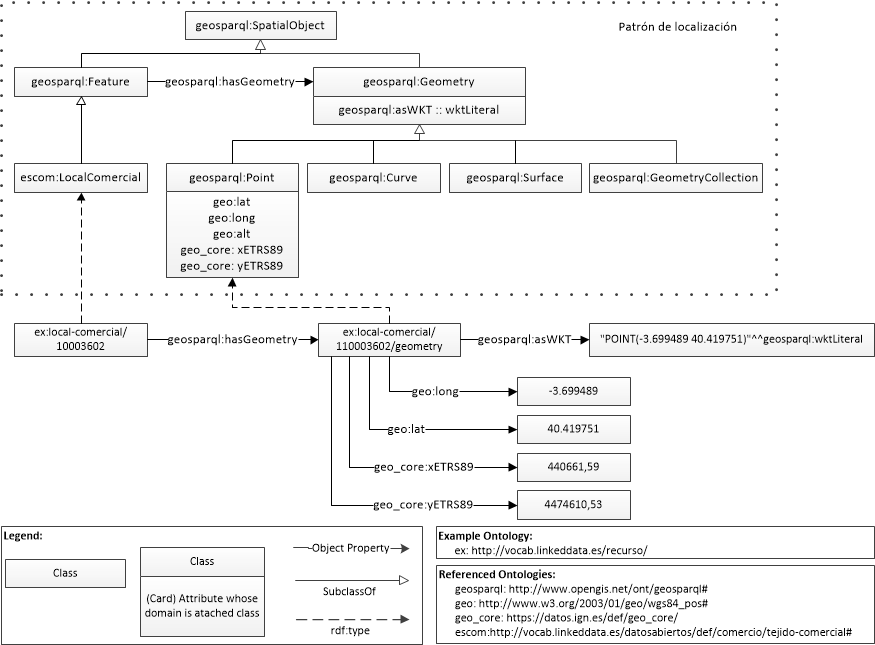 geosparql:SpatialObject
Patrón de localización
geosparql:Feature
geosparql:hasGeometry
geosparql:Geometry
geosparql:asWKT :: wktLiteral
escom:LocalComercial
geosparql:Point
geosparql:Curve
geosparql:Surface
geosparql:GeometryCollection
geo:lat
geo:long
geo:alt
geo_core: xETRS89
geo_core: yETRS89
ex:local-comercial/
10003602
geosparql:hasGeometry
ex:local-comercial/
110003602/geometry
geosparql:asWKT
"POINT(-3.699489 40.419751)"^^geosparql:wktLiteral
geo:long
-3.699489
geo:lat
40.419751
geo_core:xETRS89
440661,59
geo_core:yETRS89
4474610,53
Legend:
Class
Class
(Card) Attribute whose
domain is atached class
Object Property
SubclassOf
rdf:type
Example Ontology:
ex: http://vocab.linkeddata.es/recurso/
Referenced Ontologies:
geosparql: http://www.opengis.net/ont/geosparql#
geo: http://www.w3.org/2003/01/geo/wgs84_pos#
geo_core: https://datos.ign.es/def/geo_core/
escom:http://vocab.linkeddata.es/datosabiertos/def/comercio/tejido-comercial#